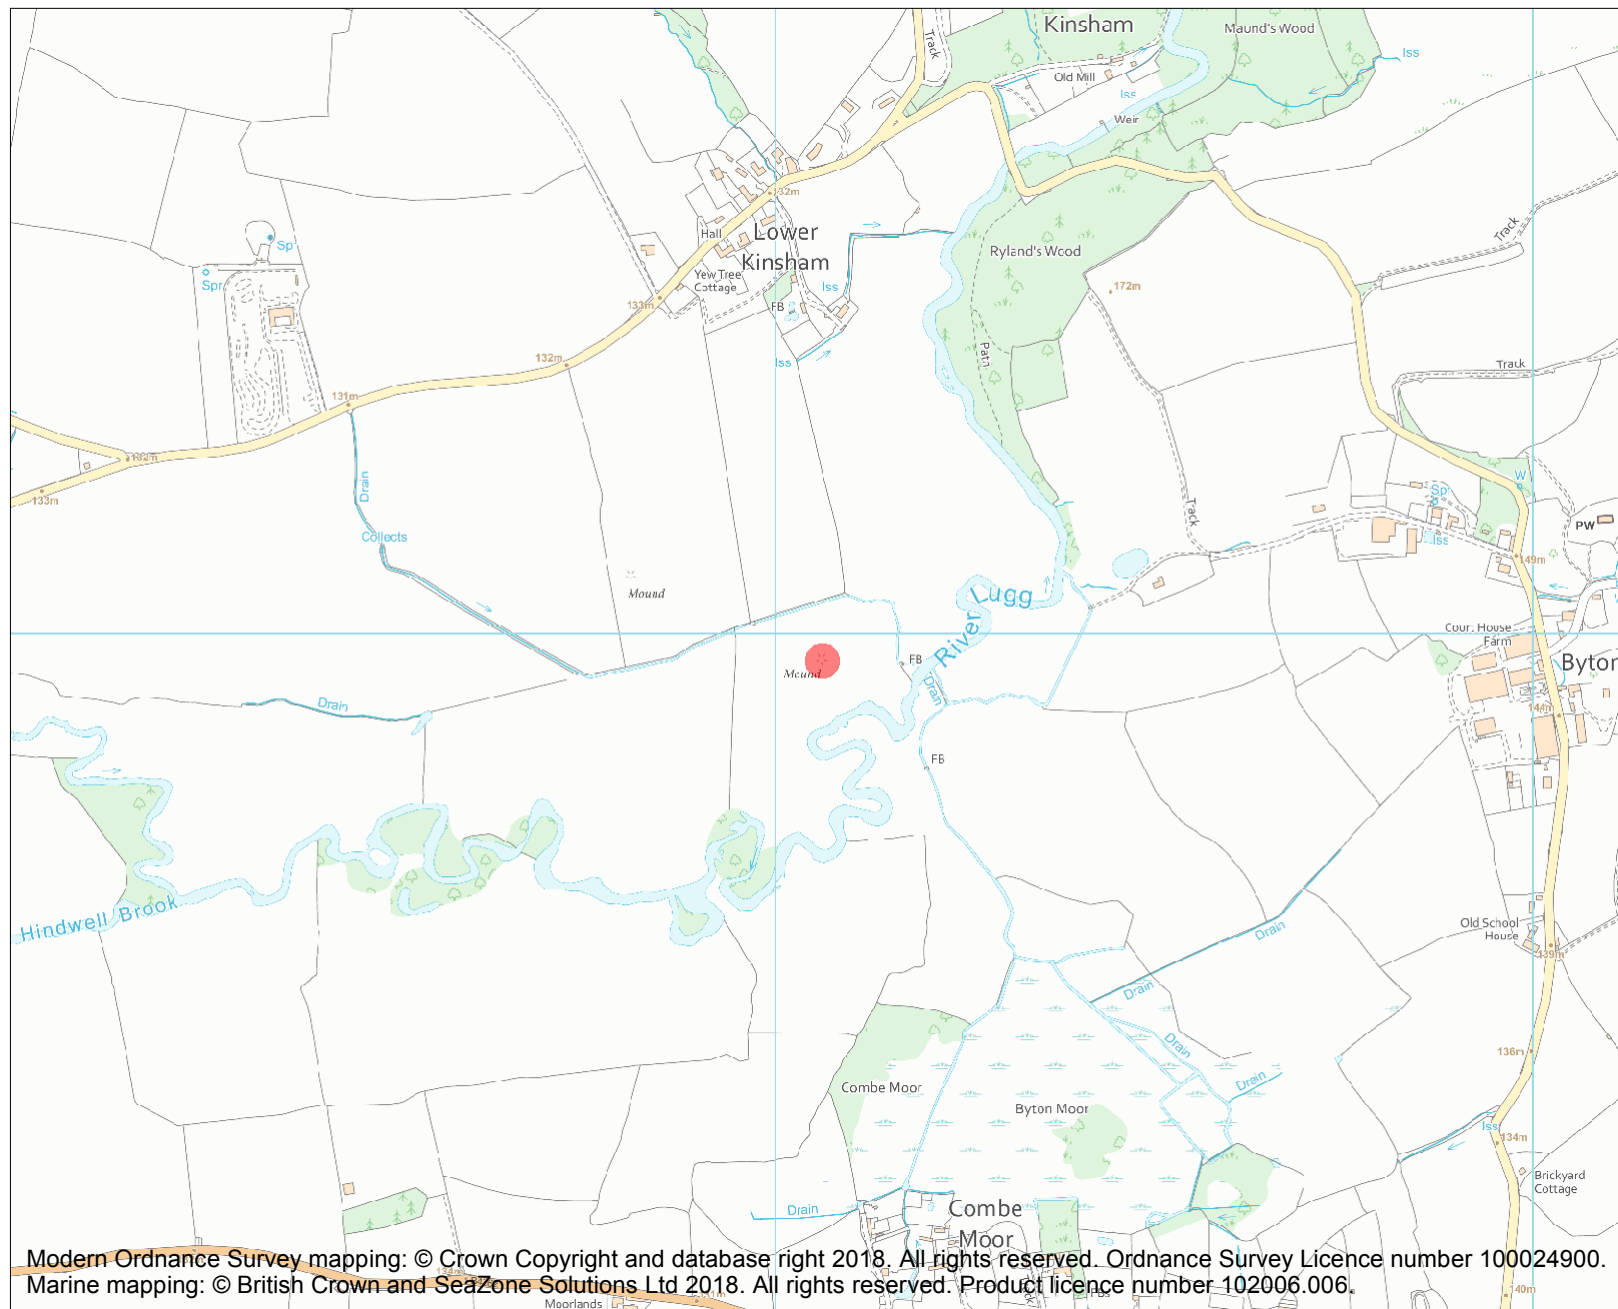 Kinsham
Maund's Wood
Track
Iss
Old Mill
Iss
Weir
132m
Hall
Lower
Kinsham
Ryland's Wood
Track
Sp
Spr
Yew Tree
Cottage
Iss
172m
133m
FB
Path
132m
Iss
Track
131m
132m
133m
Drain
Spr
W
Track
PW
Collects
Iss
149m
Mound
River Lugg
Court House
Farm
FB
Byton
Mound
Drain
Drain
144m
FB
Hindwell Brook
Old School
House
Drain
139m
Drain
Drain
136m
Drain
Combe Moor
Byton Moor
Iss
134m
Brickyard
Cottage
Drain
Combe
Moor
Modern Ordnance Survey mapping: © Crown Copyright and database right 2018. All rights reserved. Ordnance Survey Licence number 100024900.
Marine mapping: © British Crown and SeaZone Solutions Ltd 2018. All rights reserved. Product licence number 102006.006.
Moorlands
140m